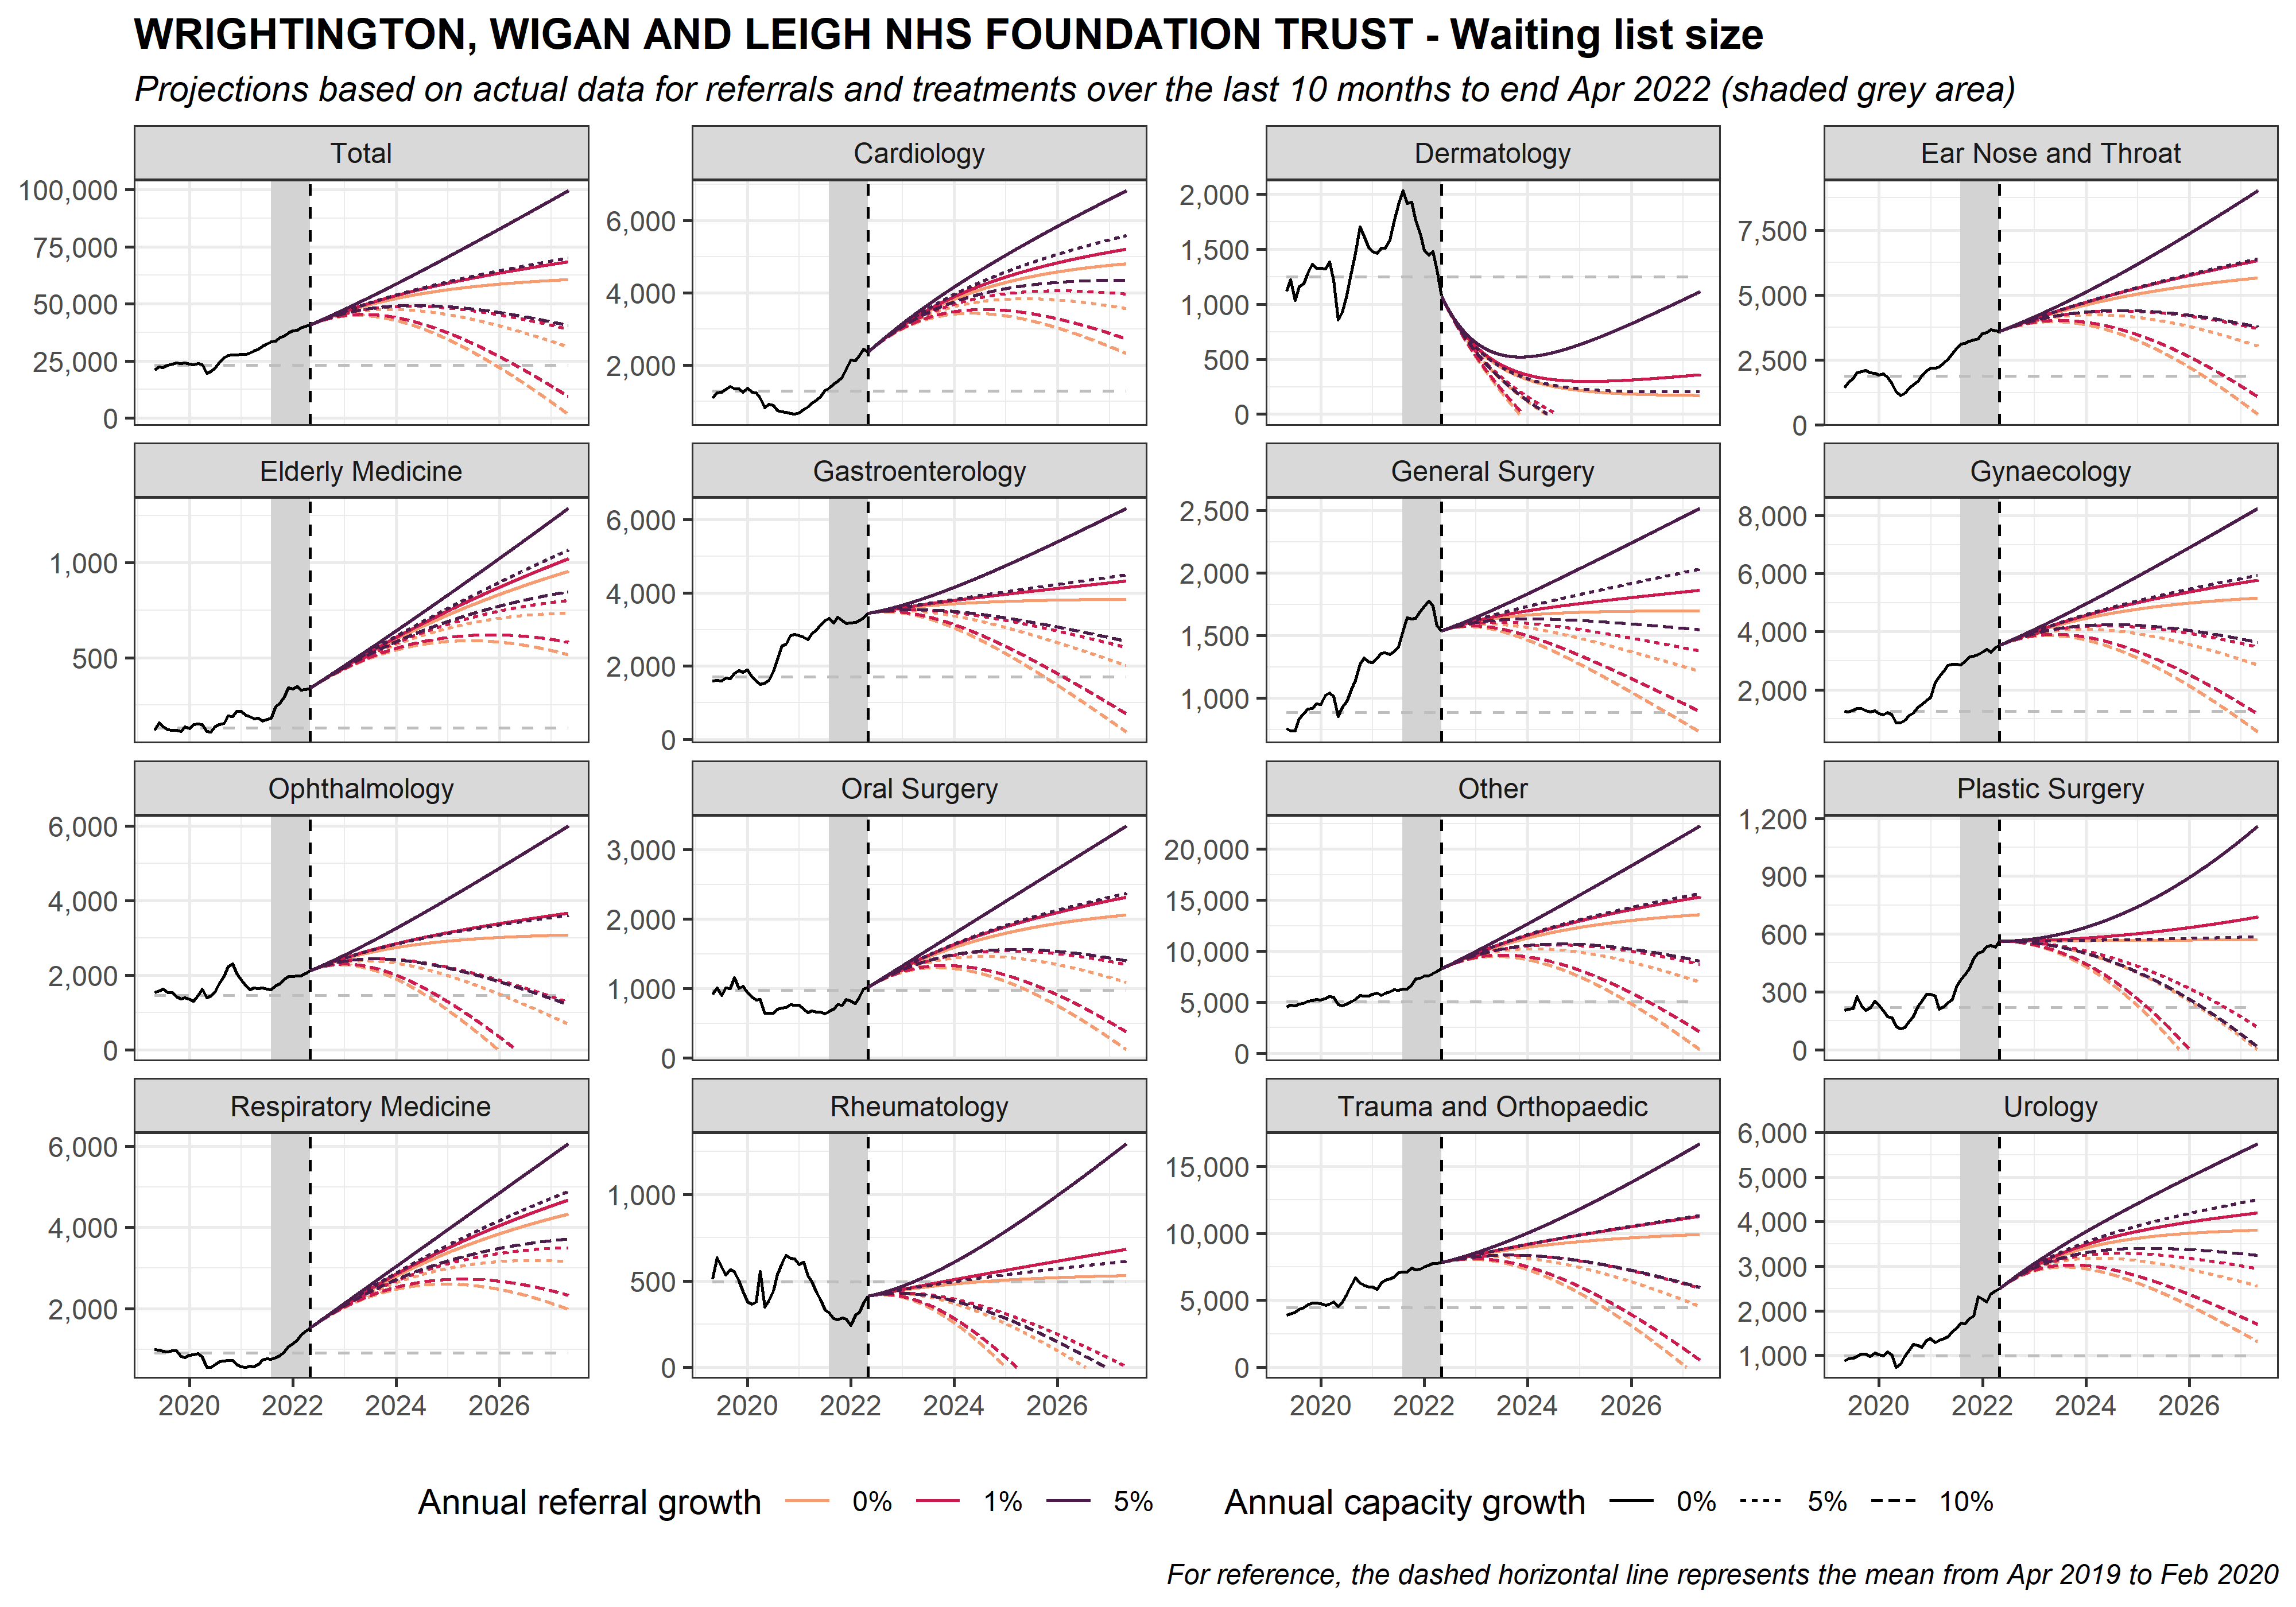 WRIGHTINGTON, WIGAN AND LEIGH NHS FOUNDATION TRUST - Waiting list size
Projections based on actual data for referrals and treatments over the last 10 months to end Apr 2022 (shaded grey area)
Total
100,000
75,000
50,000
25,000
0
Cardiology
6,000
4,000
2,000
Dermatology
2,000
1,500
1,000
500
0
Ear Nose and Throat
7,500
5,000
2,500
0
Elderly Medicine
1,000
500
Gastroenterology
6,000
4,000
2,000
0
General Surgery
2,500
2,000
1,500
1,000
Gynaecology
8,000
6,000
4,000
2,000
Ophthalmology
6,000
4,000
2,000
0
Oral Surgery
3,000
2,000
1,000
0
Other
20,000
15,000
10,000
5,000
0
Plastic Surgery
1,200
900
600
300
0
Respiratory Medicine
6,000
4,000
2,000
2020 2022 2024 2026
Rheumatology
1,000
500
0
2020 2022 2024 2026
Trauma and Orthopaedic
15,000
10,000
5,000
0
2020 2022 2024 2026
Urology
6,000
5,000
4,000
3,000
2,000
1,000
2020 2022 2024 2026
Annual referral growth 0% 1% 5% Annual capacity growth 0% 5% 10%
For reference, the dashed horizontal line represents the mean from Apr 2019 to Feb 2020